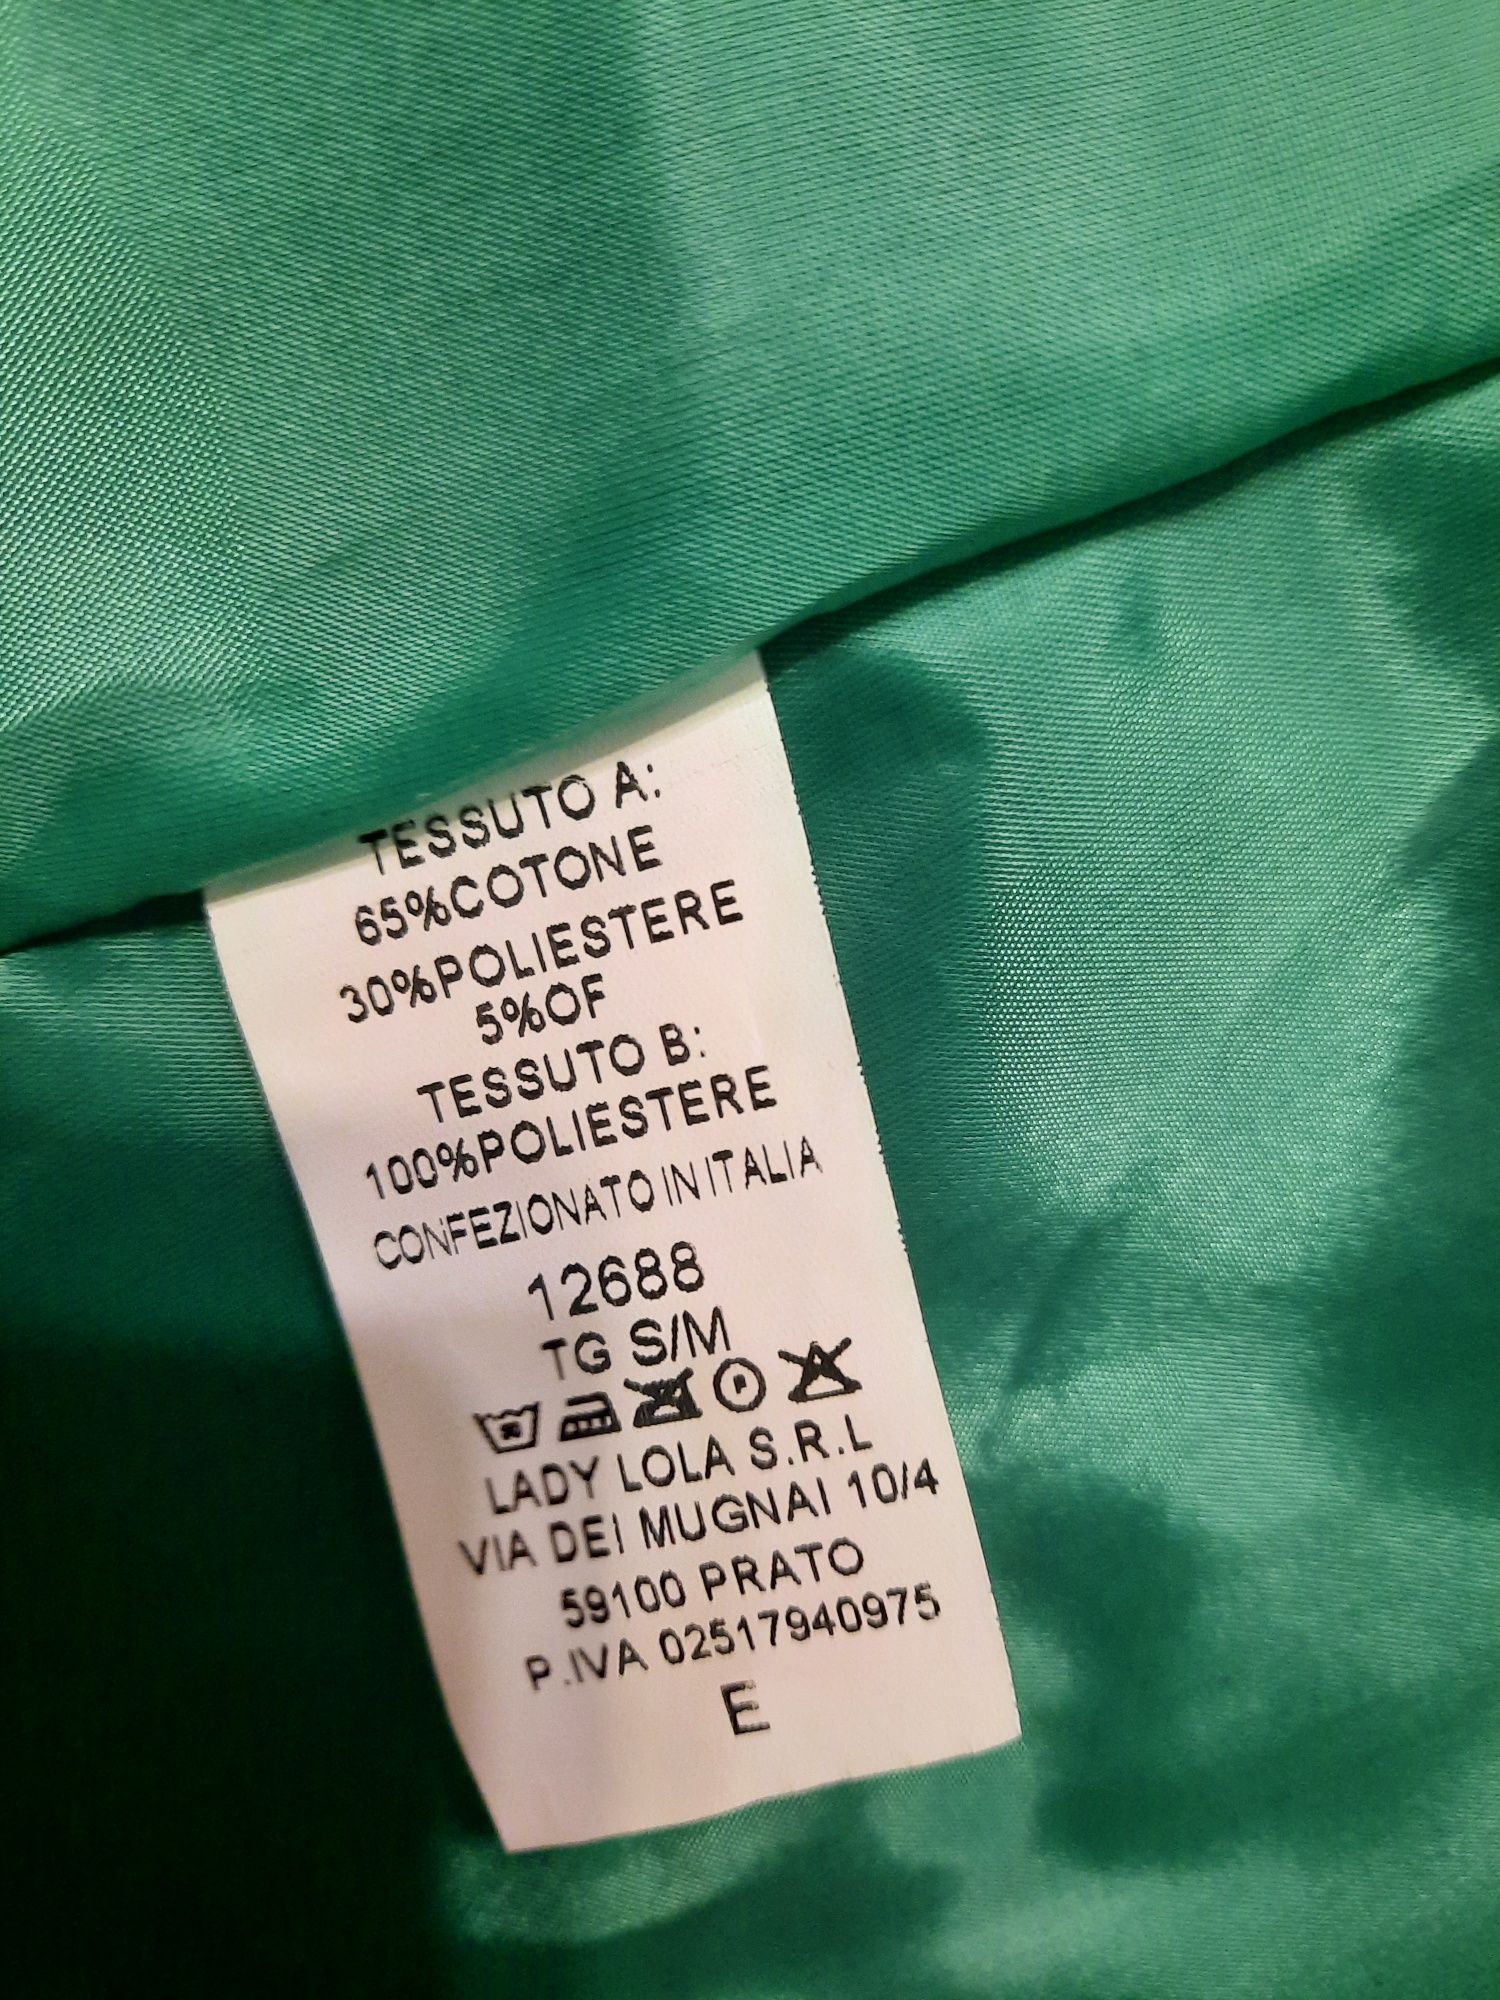 TESSUTO A:
65%COTONE
30%POLIESTERE
5%OF
TESSUTO B:
100%POLIESTERE
CONFEZIONATO IN ITALIA
12688
TG S/M
P
LADY LOLA S.R.L
VIA DEI MUGNAI 10/4
59100 PRATO
P.IVA 02517940975
E